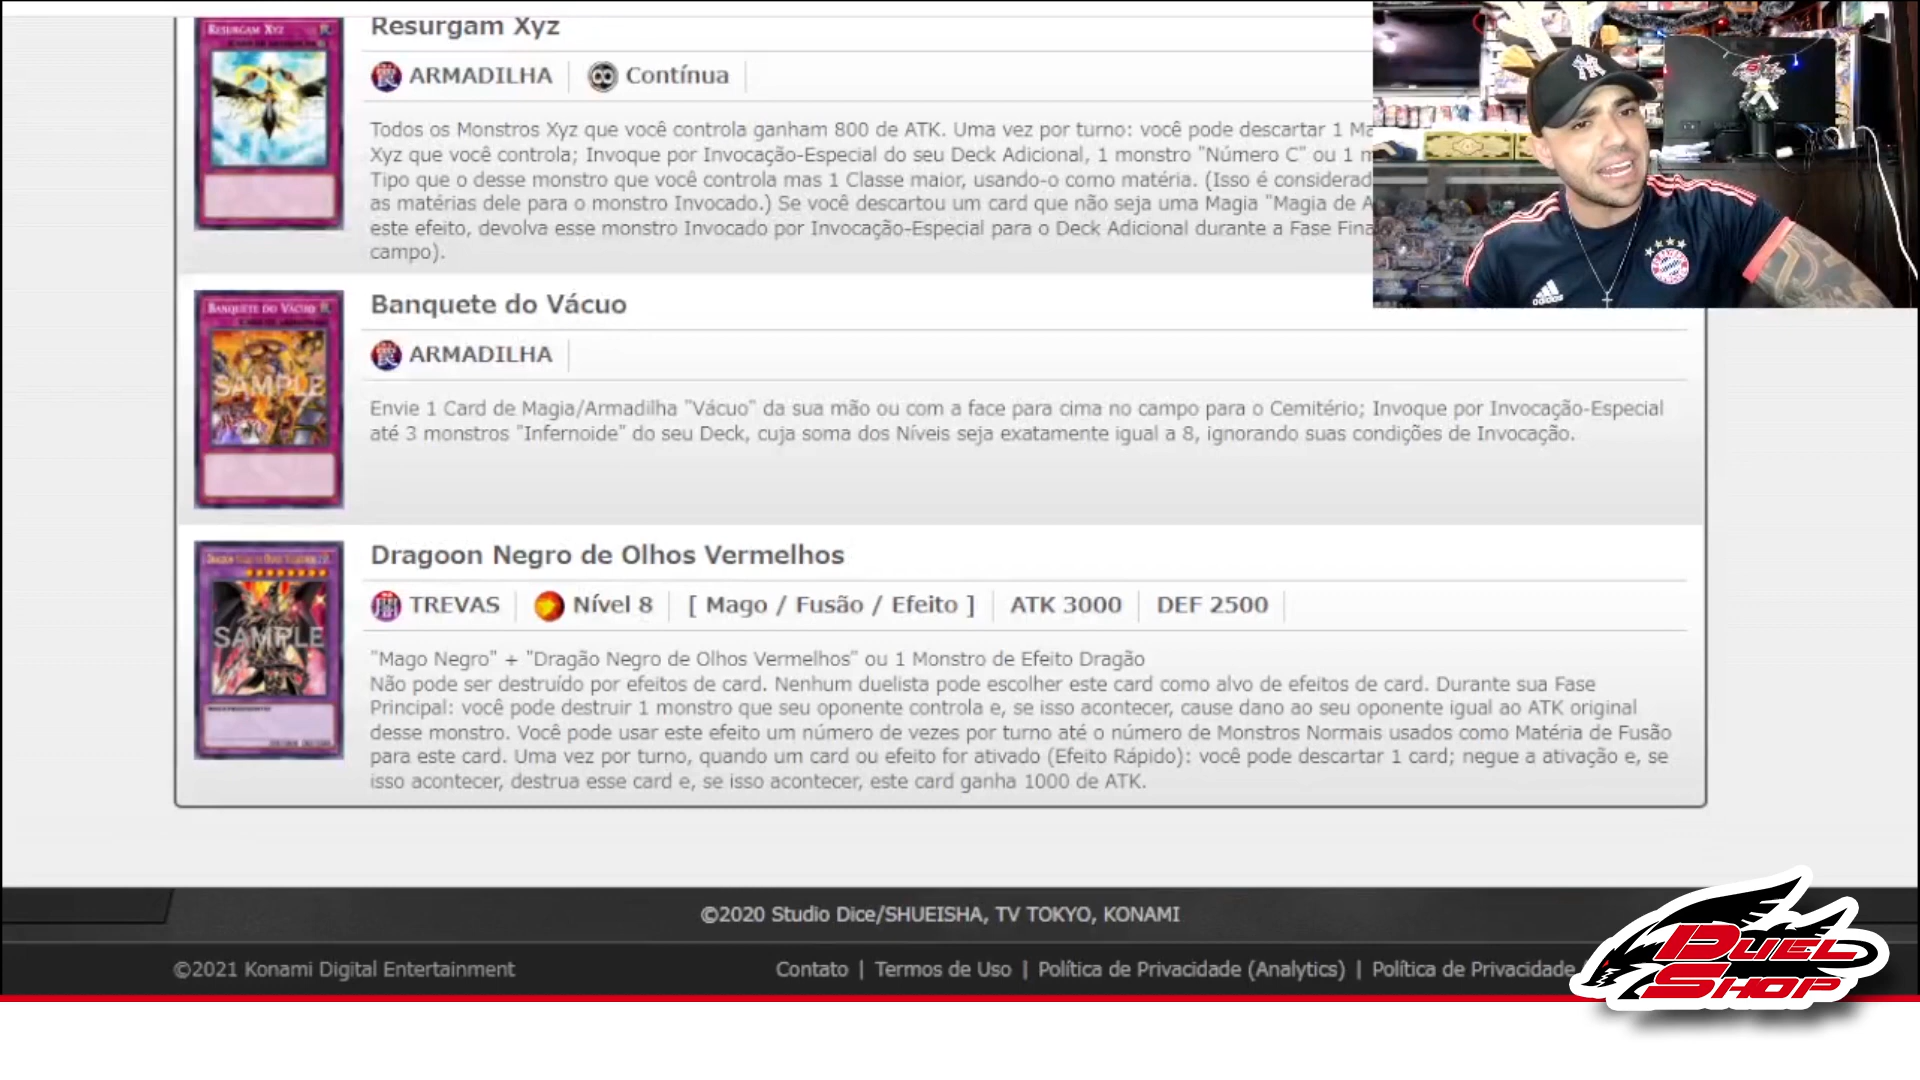 RESURGAM XYZ
Resurgam Xyz
ARMADILHA
Contínua
Todos os Monstros Xyz que você controla ganham 800 de ATK. Uma vez por turno: você pode descartar 1 Ma
Xyz que você controla; Invoque por Invocação-Especial do seu Deck Adicional, 1 monstro "Número C" ou 1 m
Tipo que o desse monstro que você controla mas 1 Classe maior, usando-o como matéria. (Isso é considerad
as matérias dele para o monstro Invocado.) Se você descartou um card que não seja uma Magia "Magia de A
este efeito, devolva esse monstro Invocado por Invocação-Especial para o Deck Adicional durante a Fase Fina
campo).
BANQUETE DO VÁCUO
SAMPLE
Banquete do Vácuo
ARMADILHA
Envie 1 Card de Magia/Armadilha "Vácuo" da sua mão ou com a face para cima no campo para o Cemitério; Invoque por Invocação-Especial
até 3 monstros "Infernoide" do seu Deck, cuja soma dos Níveis seja exatamente igual a 8, ignorando suas condições de Invocação.
SAMPLE
Dragoon Negro de Olhos Vermelhos
TREVAS
Nível 8
[ Mago / Fusão / Efeito ]
ATK 3000
DEF 2500
"Mago Negro" + "Dragão Negro de Olhos Vermelhos" ou 1 Monstro de Efeito Dragão
Não pode ser destruído por efeitos de card. Nenhum duelista pode escolher este card como alvo de efeitos de card. Durante sua Fase
Principal: você pode destruir 1 monstro que seu oponente controla e, se isso acontecer, cause dano ao seu oponente igual ao ATK original
desse monstro. Você pode usar este efeito um número de vezes por turno até o número de Monstros Normais usados como Matéria de Fusão
para este card. Uma vez por turno, quando um card ou efeito for ativado (Efeito Rápido): você pode descartar 1 card; negue a ativação e, se
isso acontecer, destrua esse card e, se isso acontecer, este card ganha 1000 de ATK.
adidas
©2020 Studio Dice/SHUEISHA, TV TOKYO, KONAMI
©2021 Konami Digital Entertainment
Contato | Termos de Uso | Política de Privacidade (Analytics) | Política de Privacidade
DUEL
SHOP